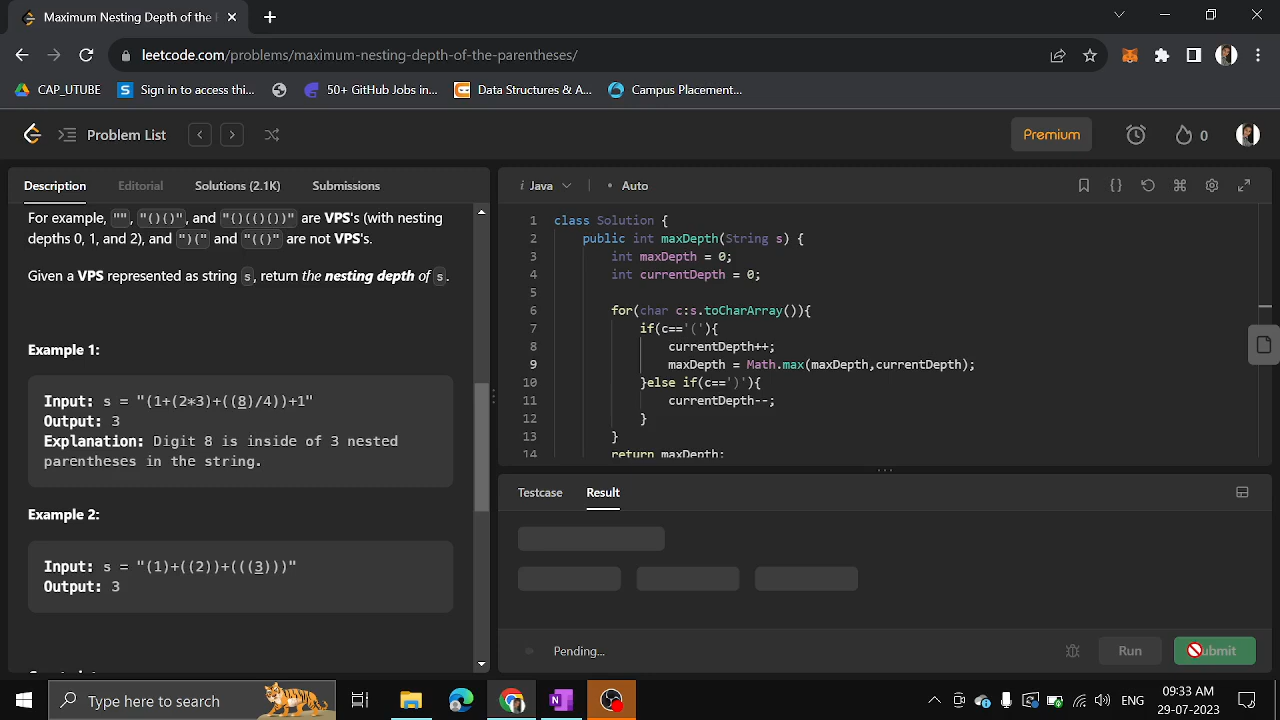 Maximum Nesting Depth of the
leetcode.com/problems/maximum-nesting-depth-of-the-parentheses/
CAP_UTUBE
Sign in to access thi...
50+ GitHub Jobs in...
Data Structures & A...
Campus Placement...
Problem List
Premium
0
Description
Editorial
Solutions (2.1K)
Submissions
For example, "", "()()", and "()(()())" are VPS's (with nesting
depths 0, 1, and 2), and ")(" and "(()" are not VPS's.
Given a VPS represented as string s, return the nesting depth of s.
Example 1:
Input: s = "(1+(2*3)+((8)/4))+1"
Output: 3
Explanation: Digit 8 is inside of 3 nested
parentheses in the string.
Example 2:
Input: s = "(1)+((2))+(((3)))"
Output: 3
i Java
Auto
1 class Solution {
2 public int maxDepth(String s) {
3 int maxDepth = 0;
4 int currentDepth = 0;
5
6 for(char c:s.toCharArray()){
7 if(c=='('){
8 currentDepth++;
9 maxDepth = Math.max(maxDepth,currentDepth);
10 }else if(c==')'){
11 currentDepth--;
12 }
13 }
14 return maxDepth;
Testcase
Result
Pending...
Run
Submit
Type here to search
ENG
09:33 AM
29-07-2023